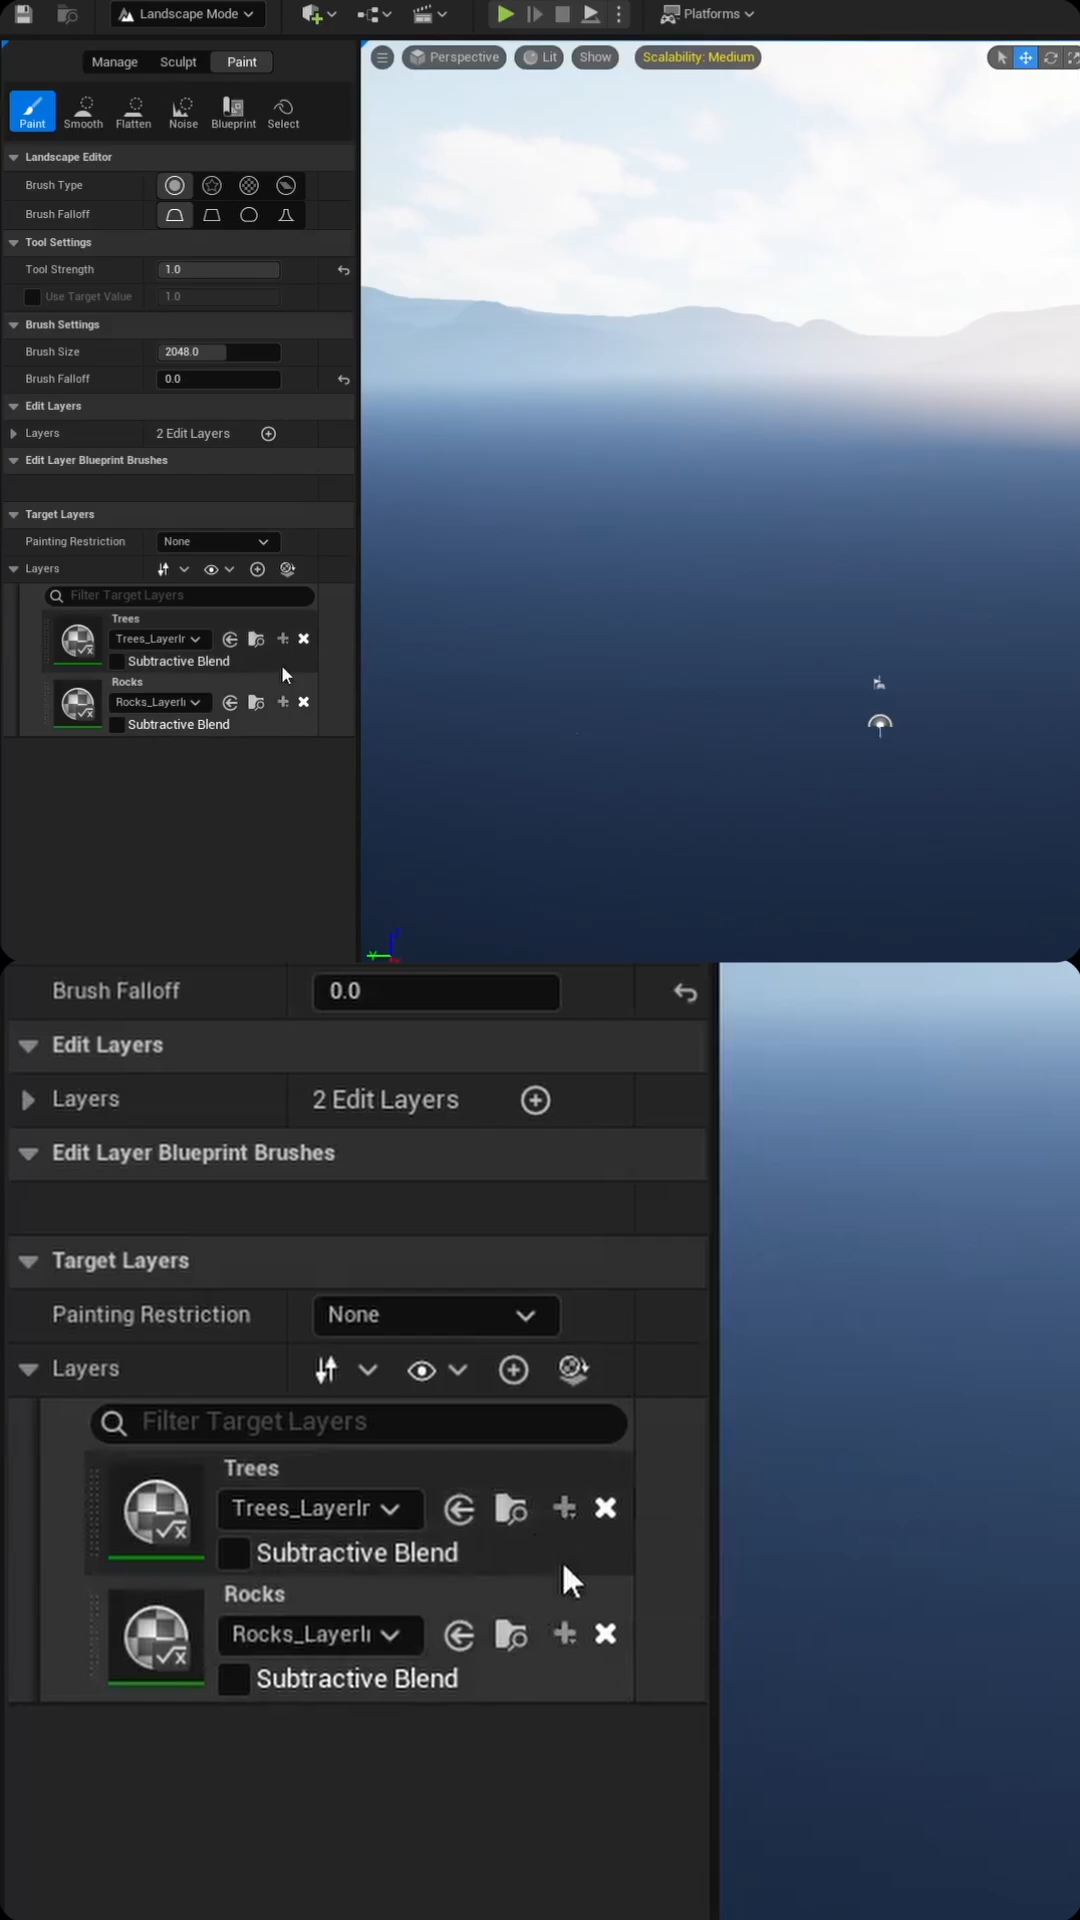 Landscape Mode
Platforms
Manage Sculpt Paint
Perspective Lit Show Scalability: Medium
Paint Smooth Flatten Noise Blueprint Select
Landscape Editor
Brush Type
Brush Falloff
Tool Settings
Tool Strength 1.0
Use Target Value 1.0
Brush Settings
Brush Size 2048.0
Brush Falloff 0.0
Edit Layers
Layers 2 Edit Layers
Edit Layer Blueprint Brushes
Target Layers
Painting Restriction None
Layers
Filter Target Layers
Trees
Trees_LayerIr
Subtractive Blend
Rocks
Rocks_LayerI
Subtractive Blend
Brush Falloff 0.0
Edit Layers
Layers 2 Edit Layers
Edit Layer Blueprint Brushes
Target Layers
Painting Restriction None
Layers
Filter Target Layers
Trees
Trees_LayerIr
Subtractive Blend
Rocks
Rocks_LayerI
Subtractive Blend